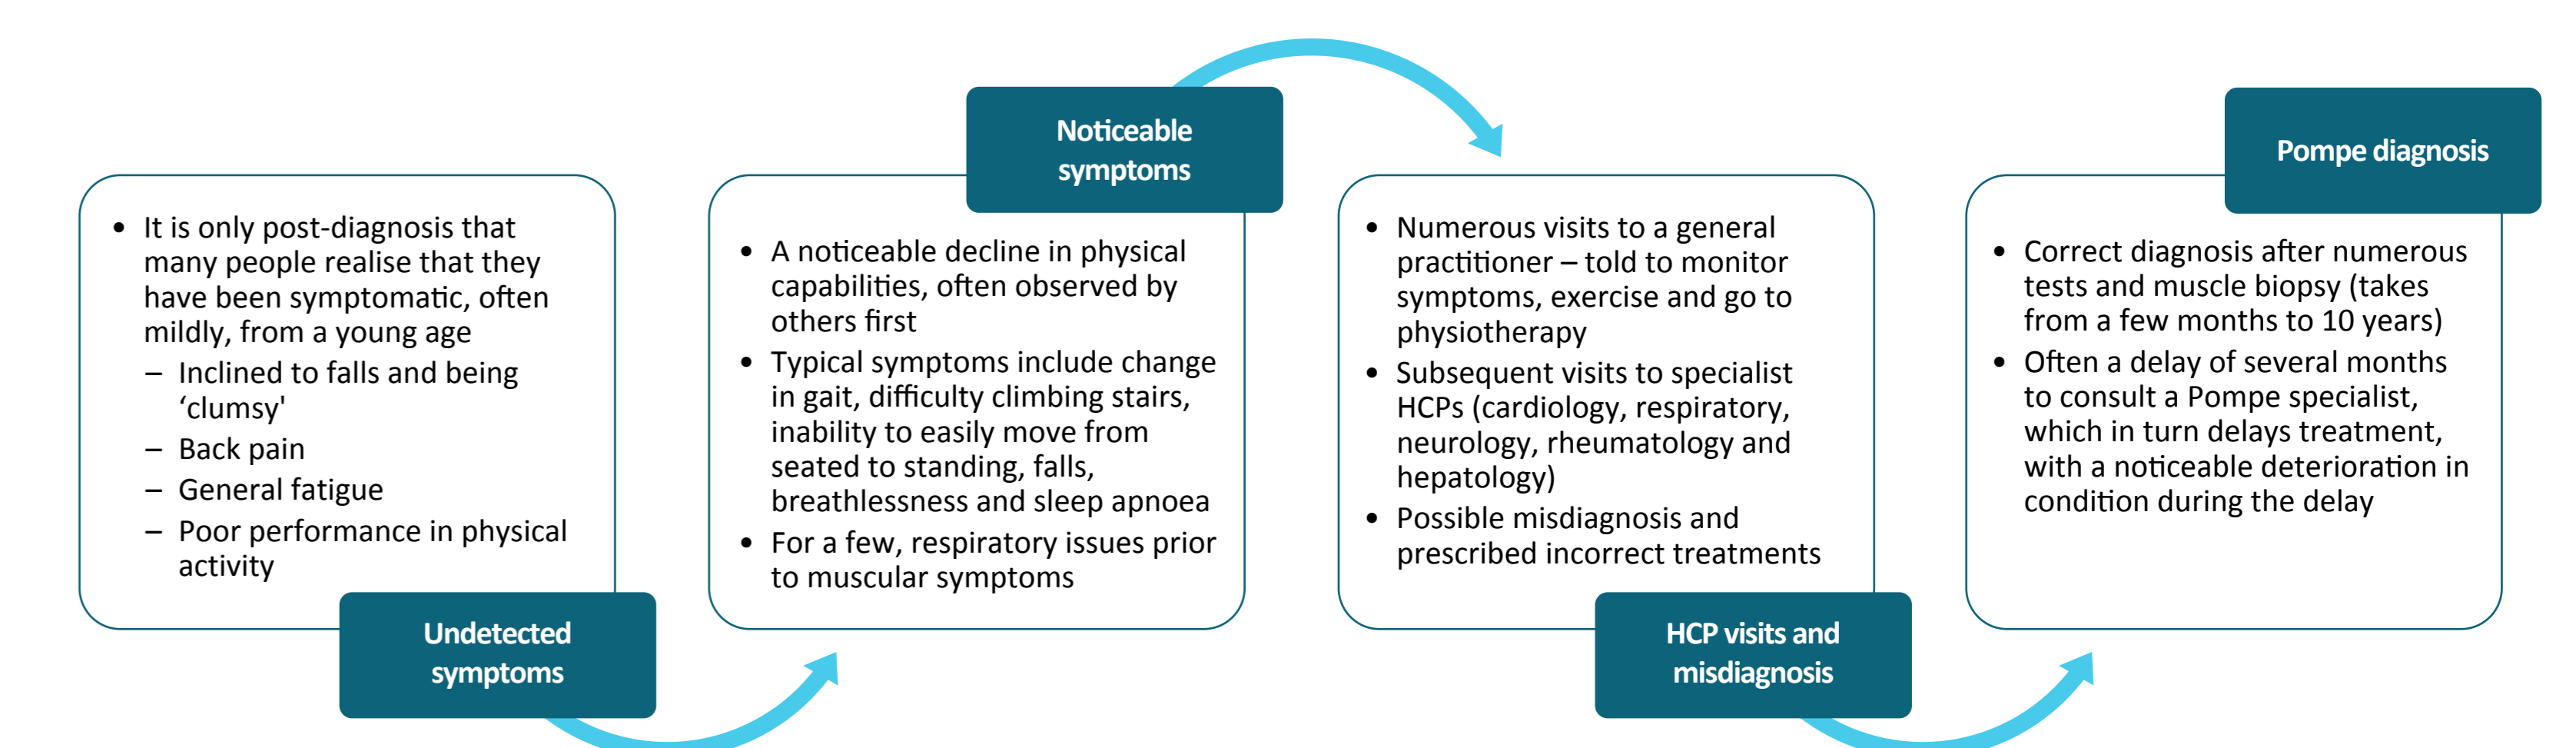 • It is only post-diagnosis that
many people realise that they
have been symptomatic, often
mildly, from a young age
– Inclined to falls and being
‘clumsy'
– Back pain
– General fatigue
– Poor performance in physical
activity
Undetected
symptoms
Noticeable
symptoms
• A noticeable decline in physical
capabilities, often observed by
others first
• Typical symptoms include change
in gait, difficulty climbing stairs,
inability to easily move from
seated to standing, falls,
breathlessness and sleep apnoea
• For a few, respiratory issues prior
to muscular symptoms
• Numerous visits to a general
practitioner – told to monitor
symptoms, exercise and go to
physiotherapy
• Subsequent visits to specialist
HCPs (cardiology, respiratory,
neurology, rheumatology and
hepatology)
• Possible misdiagnosis and
prescribed incorrect treatments
HCP visits and
misdiagnosis
Pompe diagnosis
• Correct diagnosis after numerous
tests and muscle biopsy (takes
from a few months to 10 years)
• Often a delay of several months
to consult a Pompe specialist,
which in turn delays treatment,
with a noticeable deterioration in
condition during the delay